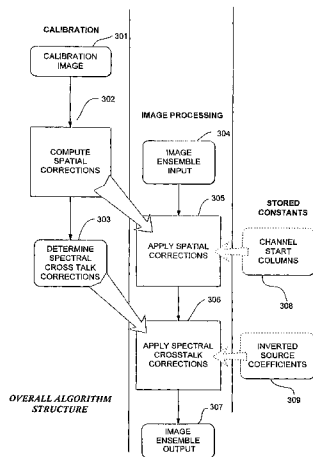 CALIBRATION
301
CALIBRATION
IMAGE
302
COMPUTE
SPATIAL
CORRECTIONS
303
DETERMINE
SPECTRAL
CROSS TALK
CORRECTIONS
OVERALL ALGORITHM
STRUCTURE
IMAGE PROCESSING
304
IMAGE
ENSEMBLE
INPUT
305
APPLY SPATIAL
CORRECTIONS
306
APPLY SPECTRAL
CROSSTALK
CORRECTIONS
307
IMAGE
ENSEMBLE
OUTPUT
STORED
CONSTANTS
CHANNEL
START
COLUMNS
308
INVERTED
SOURCE
COEFFICIENTS
309